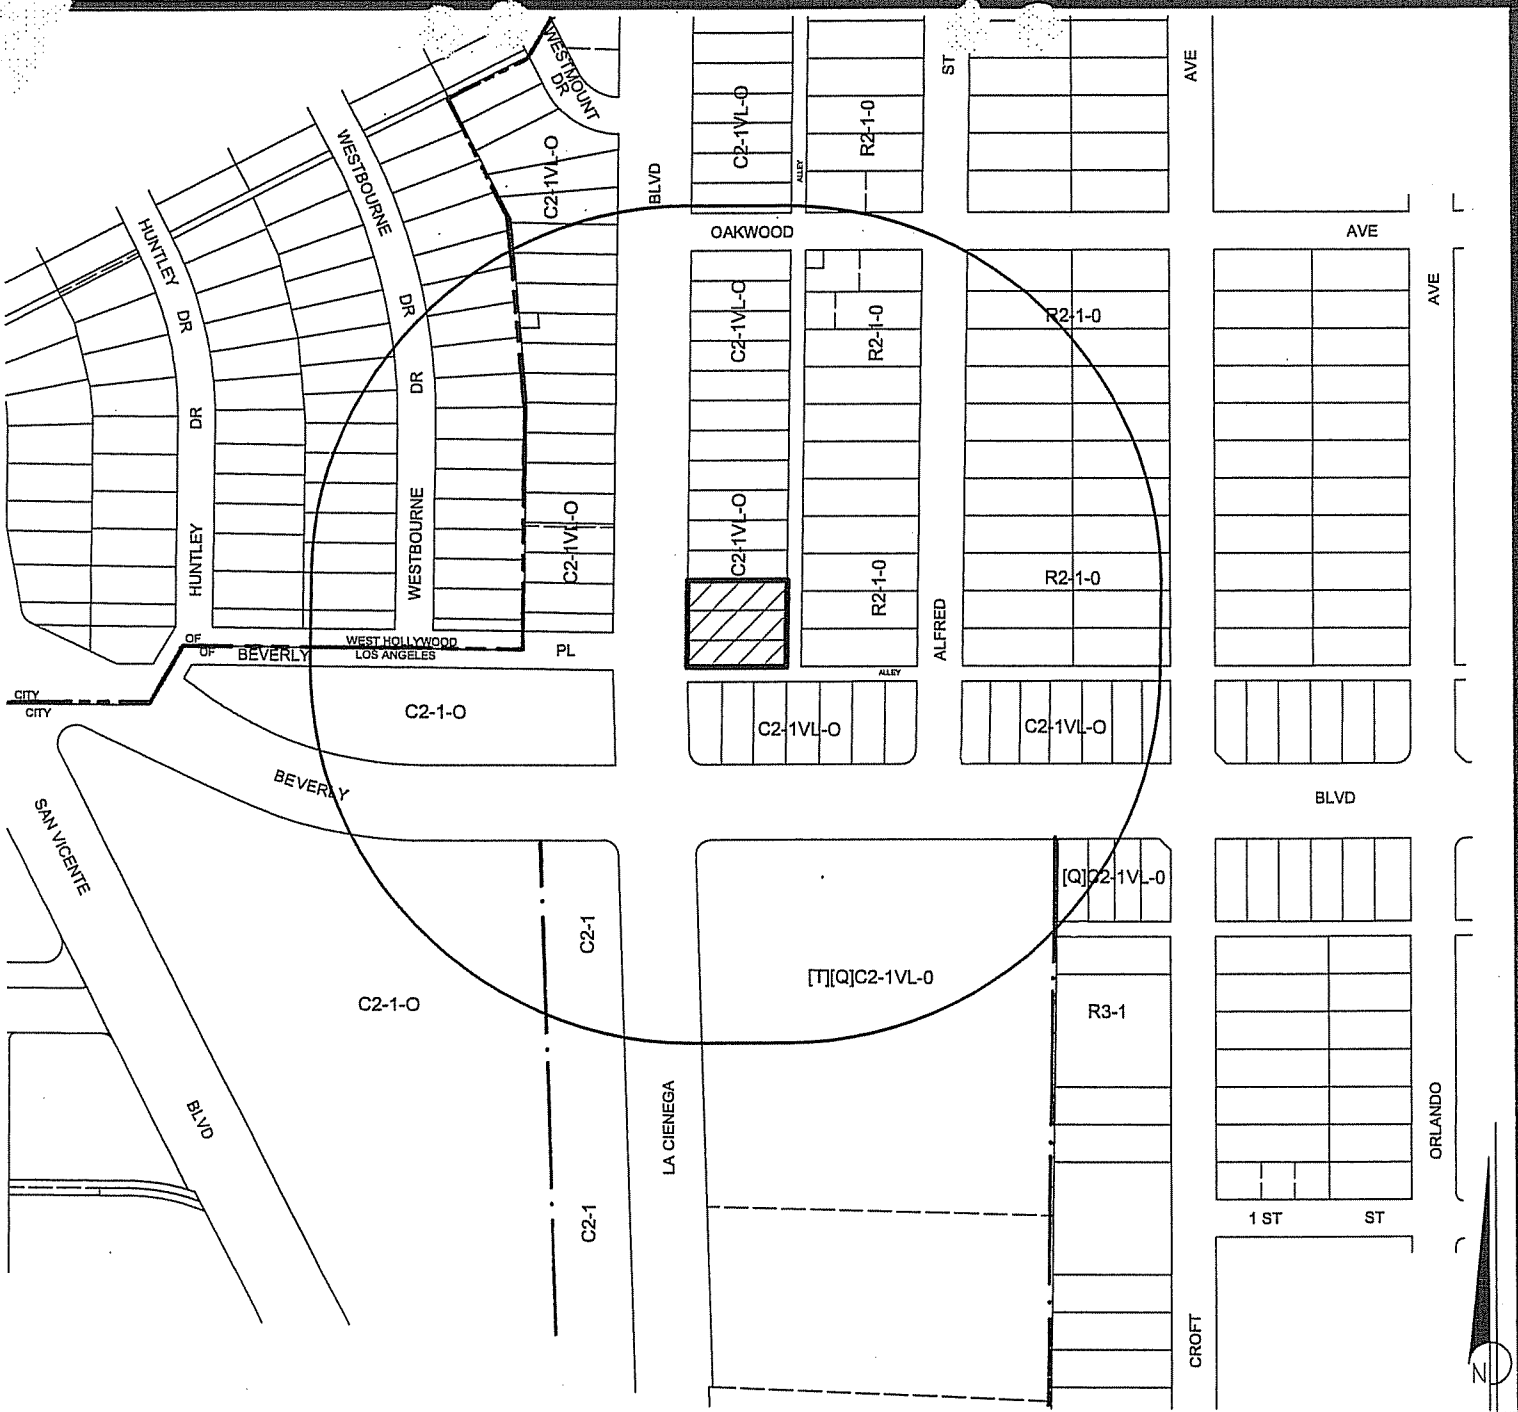 WESTMOUNT
DR
ST
AVE
C2-1VL-O
R2-1-0
ALLEY
BLVD
C2-1VL-O
WESTBOURNE
DR
HUNTLEY
DR
OAKWOOD
AVE
AVE
C2-1VL-O
R2-1-0
R2-1-0
DR
DR
C2-1VL-O
C2-1VL-O
WESTBOURNE
HUNTLEY
R2-1-0
R2-1-0
ALFRED
OF
OF
WEST HOLLYWOOD
LOS ANGELES
BEVERLY
PL
ALLEY
CITY
CITY
C2-1-O
C2-1VL-O
C2-1VL-O
BEVERLY
BLVD
SAN VICENTE
[Q]C2-1VL-0
C2-1
[T][Q]C2-1VL-0
C2-1-O
R3-1
BLVD
LA CIENEGA
ORLANDO
C2-1
1 ST
ST
CROFT
N